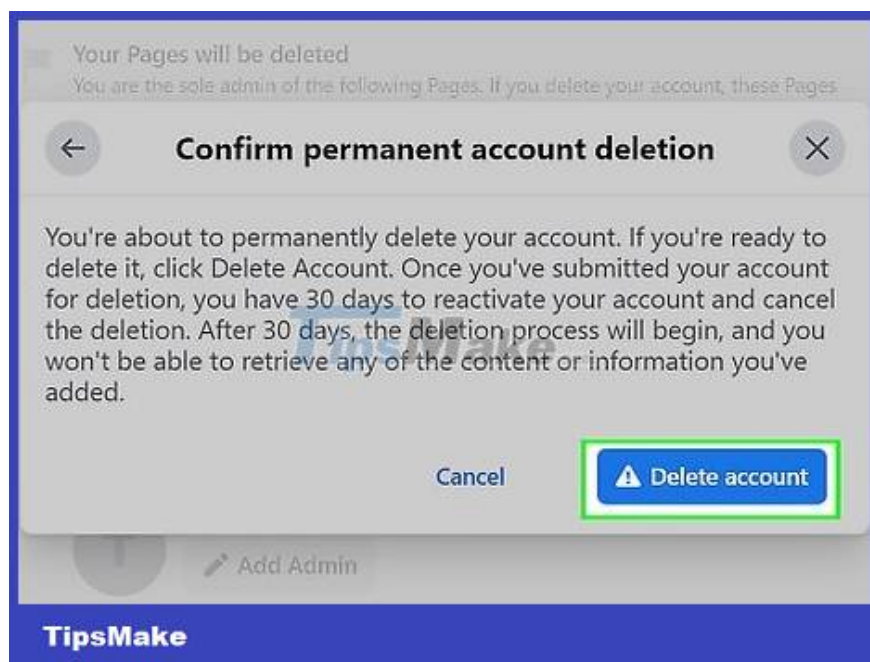 Your Pages will be deleted
You are the sole admin of the following Pages. If you delete your account, these Pages
Confirm permanent account deletion
You're about to permanently delete your account. If you're ready to
delete it, click Delete Account. Once you've submitted your account
for deletion, you have 30 days to reactivate your account and cancel
the deletion. After 30 days, the deletion process will begin, and you
won't be able to retrieve any of the content or information you've
added.
TipsMake
Cancel
Delete account
Add Admin
TipsMake